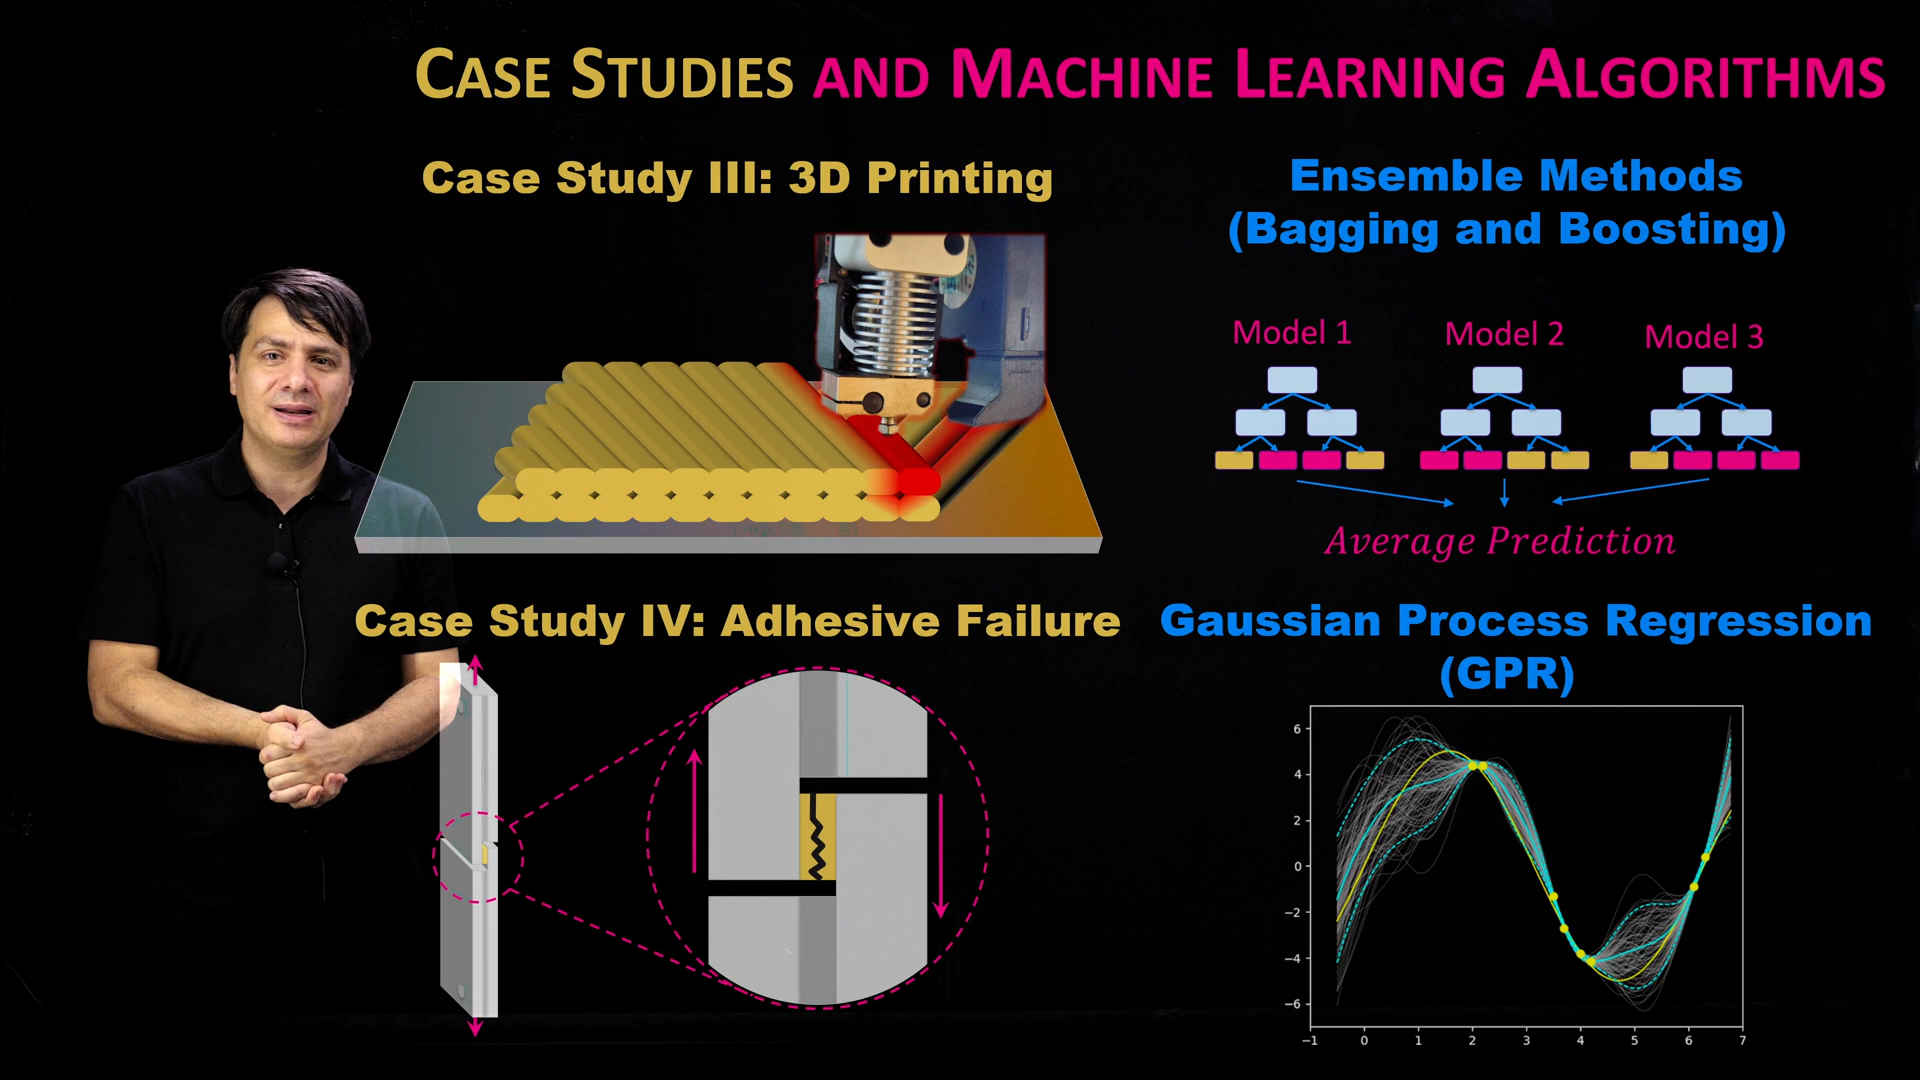 CASE STUDIES AND MACHINE LEARNING ALGORITHMS
Case Study III: 3D Printing
Ensemble Methods
(Bagging and Boosting)
Model 1
Model 2
Model 3
Average Prediction
Case Study IV: Adhesive Failure
Gaussian Process Regression
(GPR)
6
4
2
0
−2
−4
−6
−1 0 1 2 3 4 5 6 7